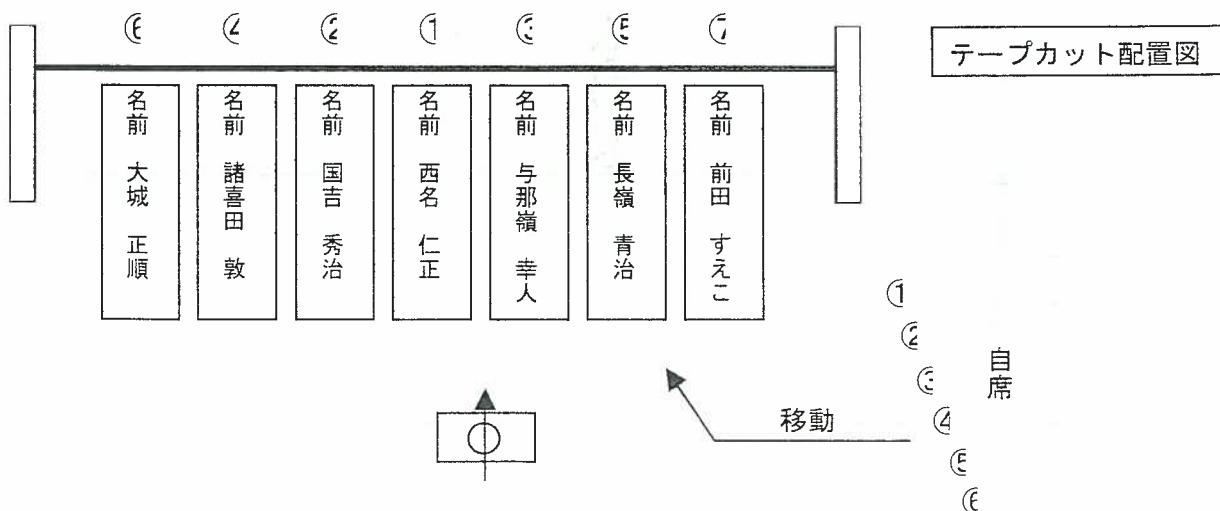 ⑥ ④ ② ① ③ ⑤ ⑦
テープカット配置図
名前 大城 正順
名前 諸喜田 敦
名前 国吉 秀治
名前 西名 仁正
名前 与那嶺 幸人
名前 長嶺 青治
名前 前田 すえこ
①
②
③
④
⑤
⑥
自席
移動